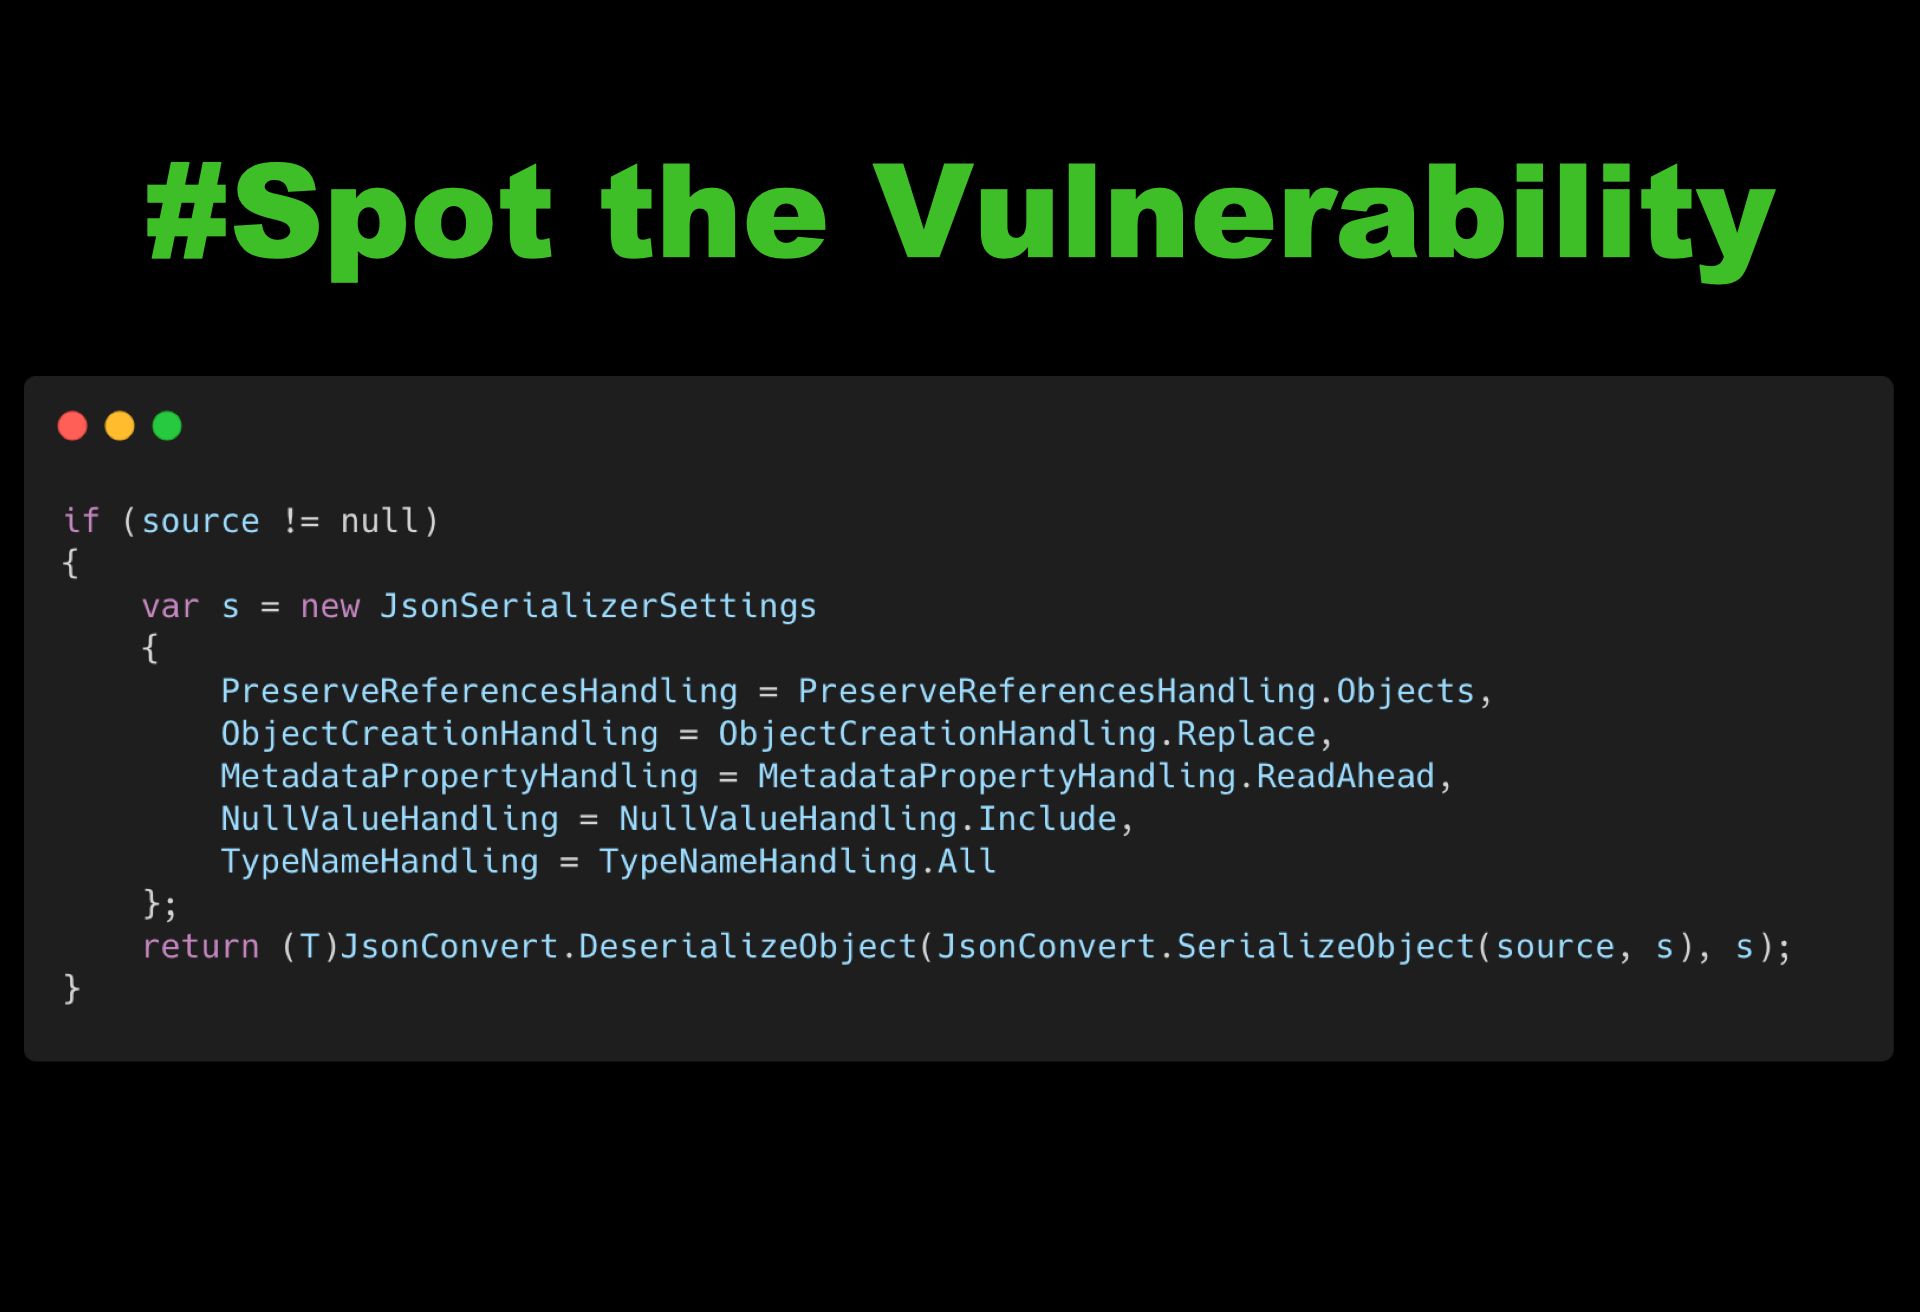 #Spot the Vulnerability
if (source != null)
{
    var s = new JsonSerializerSettings
    {
        PreserveReferencesHandling = PreserveReferencesHandling.Objects,
        ObjectCreationHandling = ObjectCreationHandling.Replace,
        MetadataPropertyHandling = MetadataPropertyHandling.ReadAhead,
        NullValueHandling = NullValueHandling.Include,
        TypeNameHandling = TypeNameHandling.All
    };
    return (T)JsonConvert.DeserializeObject(JsonConvert.SerializeObject(source, s), s);
}